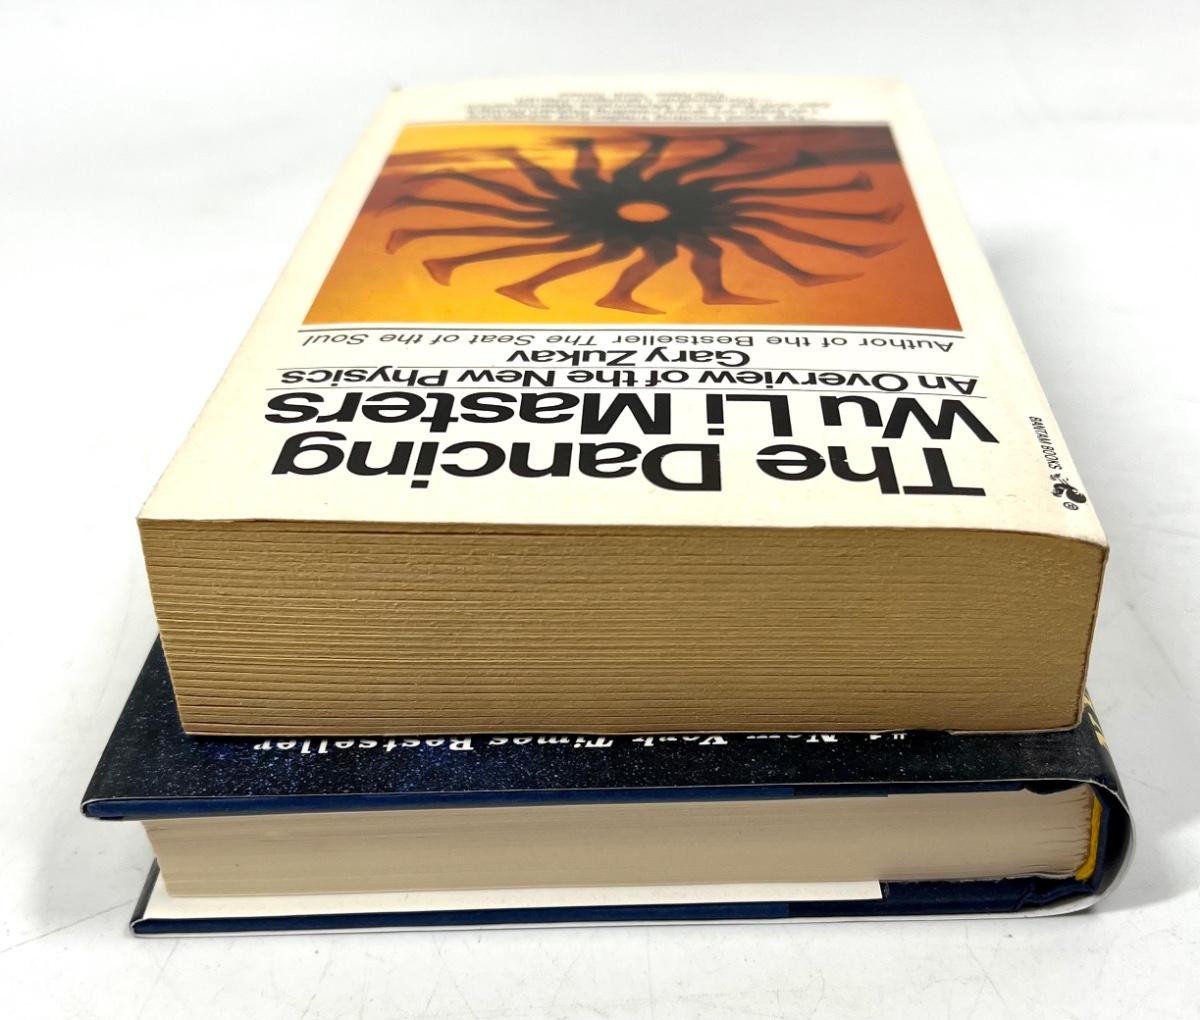 The Dancing
Wu Li Masters
An Overview of the New Physics
Gary Zukav
Author of the Bestseller The Seat of the Soul
BANTAM BOOKS
#1 New York Times Bestseller